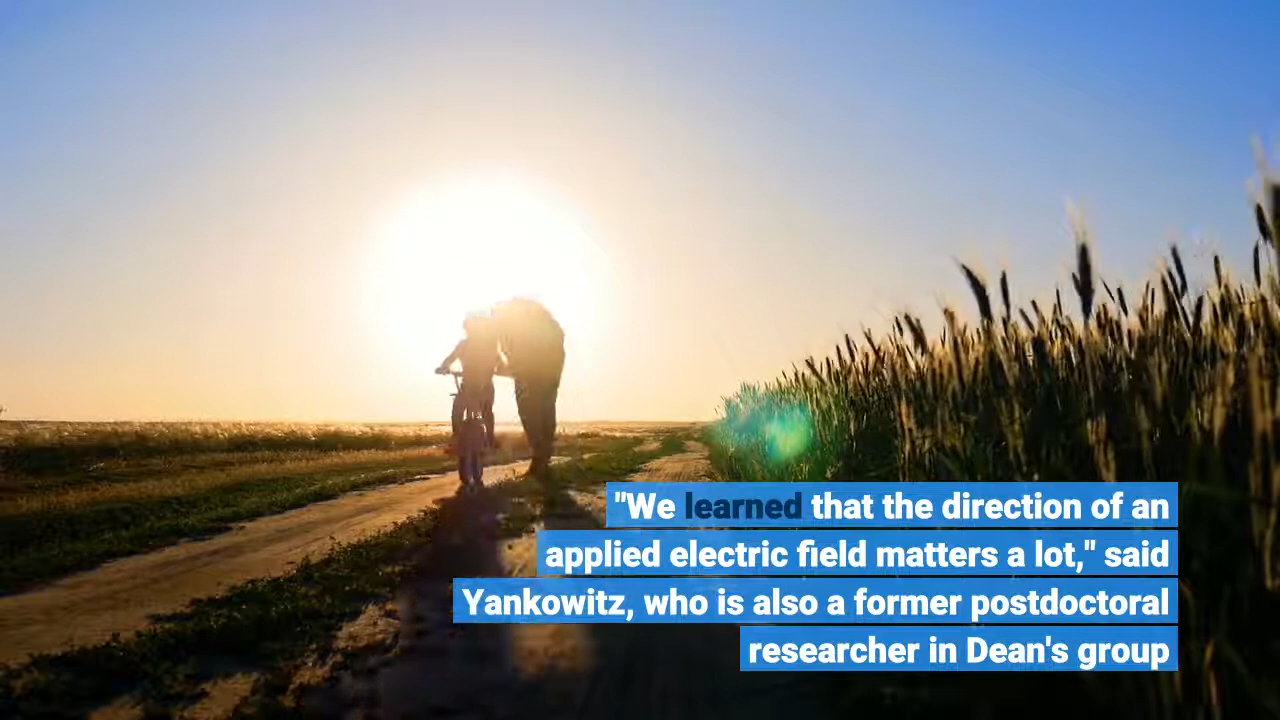 "We learned that the direction of an
applied electric field matters a lot," said
Yankowitz, who is also a former postdoctoral
researcher in Dean's group